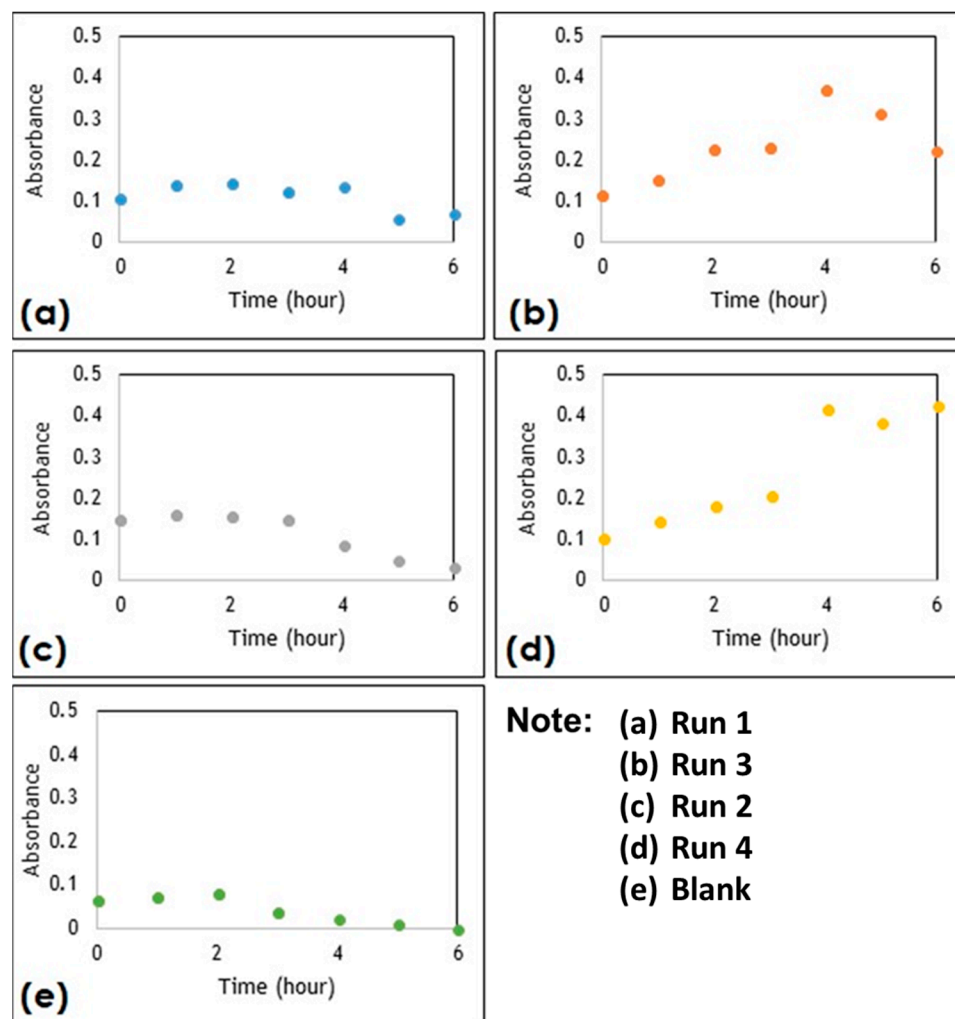 0.5
0.4
0.3
0.2
0.1
0
Absorbance
0 2 4 6
Time (hour)
(a)
0.5
0.4
0.3
0.2
0.1
0
Absorbance
0 2 4 6
Time (hour)
(b)
0.5
0.4
0.3
0.2
0.1
0
Absorbance
0 2 4 6
Time (hour)
(c)
0.5
0.4
0.3
0.2
0.1
0
Absorbance
0 2 4 6
Time (hour)
(d)
0.5
0.4
0.3
0.2
0.1
0
Absorbance
0 2 4 6
Time (hour)
(e)
Note: (a) Run 1
(b) Run 3
(c) Run 2
(d) Run 4
(e) Blank